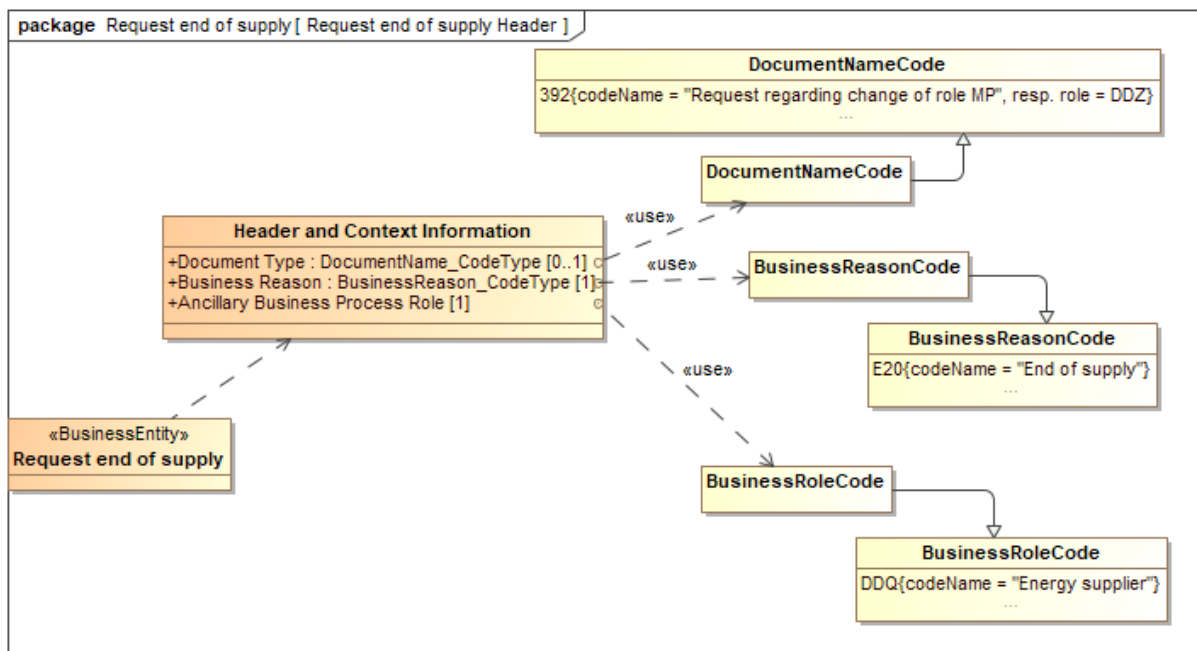 package Request end of supply [ Request end of supply Header ]
DocumentNameCode
392{codeName = "Request regarding change of role MP", resp. role = DDZ}
...
DocumentNameCode
«use»
Header and Context Information
+Document Type : DocumentName_CodeType [0..1]
+Business Reason : BusinessReason_CodeType [1]
+Ancillary Business Process Role [1]
«use»
BusinessReasonCode
BusinessReasonCode
E20{codeName = "End of supply"}
...
«use»
«BusinessEntity»
Request end of supply
BusinessRoleCode
BusinessRoleCode
DDQ{codeName = "Energy supplier"}
...